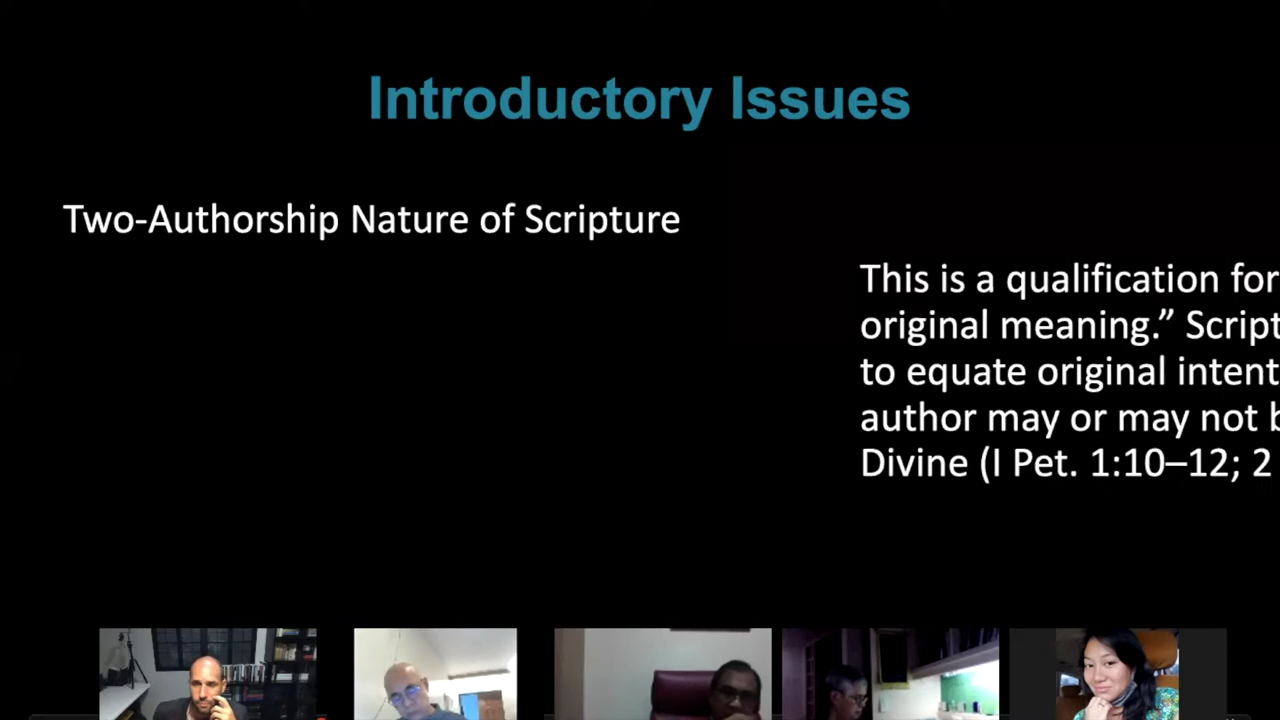 Introductory Issues
Two-Authorship Nature of Scripture
This is a qualification for
original meaning.” Script
to equate original intent
author may or may not b
Divine (I Pet. 1:10–12; 2